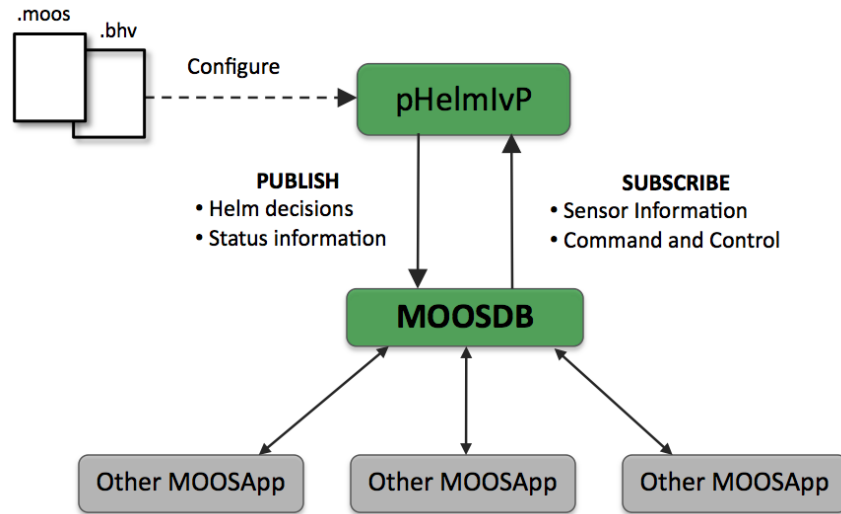 .moos
.bhv
Configure
pHelmIvP
PUBLISH
• Helm decisions
• Status information
SUBSCRIBE
• Sensor Information
• Command and Control
MOOSDB
Other MOOSApp
Other MOOSApp
Other MOOSApp